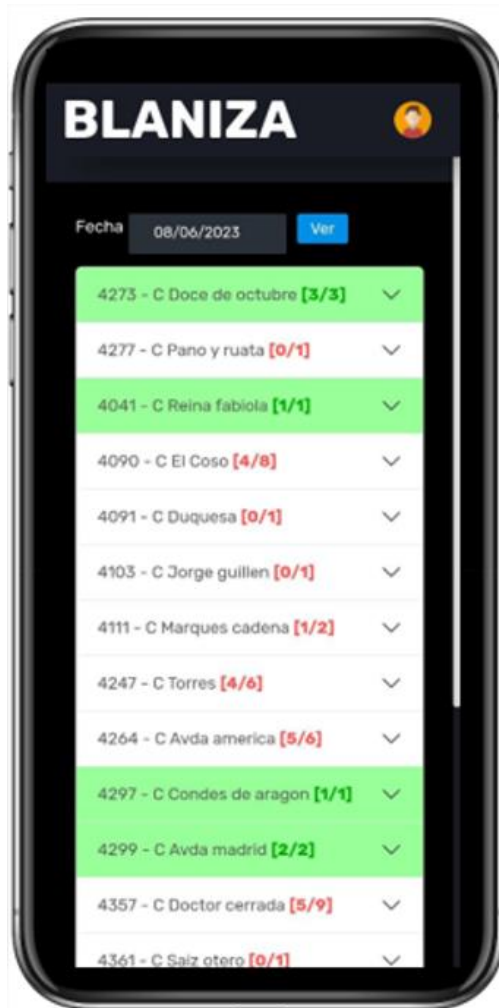 BLANIZA
Fecha 08/06/2023 Ver
4273 - C Doce de octubre [3/3]
4277 - C Pano y ruata [0/1]
4041 - C Reina fabiola [1/1]
4090 - C El Coso [4/8]
4091 - C Duquesa [0/1]
4103 - C Jorge guillen [0/1]
4111 - C Marques cadena [1/2]
4247 - C Torres [4/6]
4264 - C Avda america [5/6]
4297 - C Condes de aragon [1/1]
4299 - C Avda madrid [2/2]
4357 - C Doctor cerrada [5/9]
4361 - C Saiz otero [0/1]